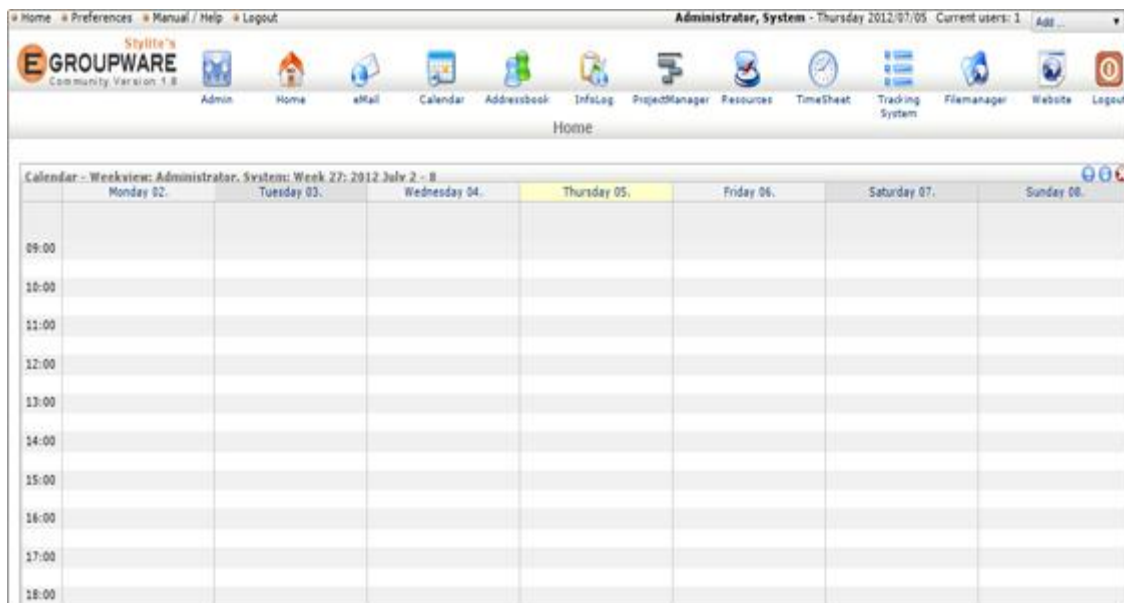 Home Preferences Manual / Help Logout
Administrator, System - Thursday 2012/07/05 Current users: 1 Add ...
Stylite's
EGROUPWARE
Community Version 1.8
Admin Home eMail Calendar Addressbook InfoLog ProjectManager Resources TimeSheet Tracking System Filemanager Website Logout
Home
Calendar - Weekview: Administrator, System: Week 27: 2012 July 2 - 8
Monday 02. Tuesday 03. Wednesday 04. Thursday 05. Friday 06. Saturday 07. Sunday 08.
09:00
10:00
11:00
12:00
13:00
14:00
15:00
16:00
17:00
18:00